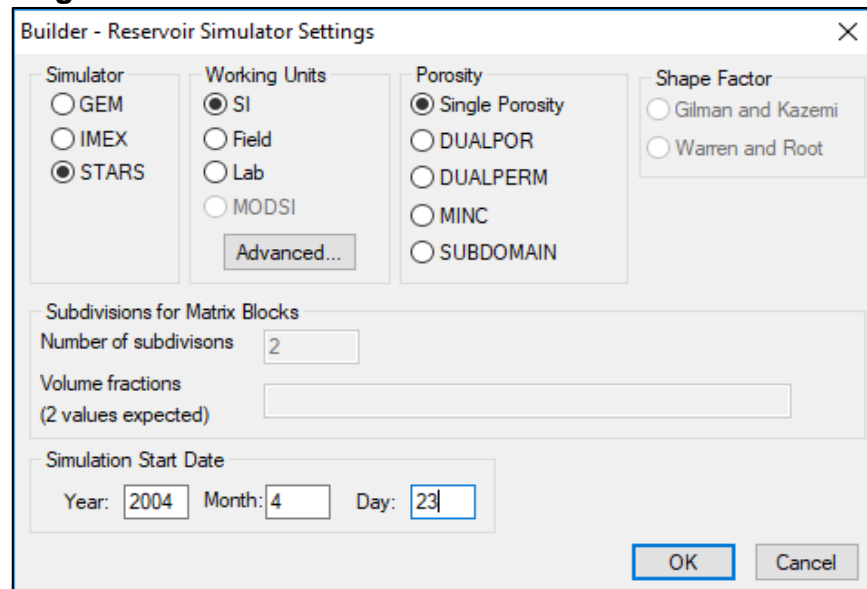 Builder - Reservoir Simulator Settings
Simulator
GEM
IMEX
STARS
Working Units
SI
Field
Lab
MODSI
Advanced...
Porosity
Single Porosity
DUALPOR
DUALPERM
MINC
SUBDOMAIN
Shape Factor
Gilman and Kazemi
Warren and Root
Subdivisions for Matrix Blocks
Number of subdivisons 2
Volume fractions
(2 values expected)
Simulation Start Date
Year: 2004 Month: 4 Day: 23
OK Cancel